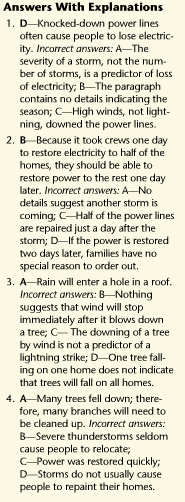 Answers With Explanations
1. D—Knocked-down power lines
often cause people to lose electric-
ity. Incorrect answers: A—The
severity of a storm, not the num-
ber of storms, is a predictor of loss
of electricity; B—The paragraph
contains no details indicating the
season; C—High winds, not light-
ning, downed the power lines.
2. B—Because it took crews one day
to restore electricity to half of the
homes, they should be able to
restore power to the rest one day
later. Incorrect answers: A—No
details suggest another storm is
coming; C—Half of the power lines
are repaired just a day after the
storm; D—If the power is restored
two days later, families have no
special reason to order out.
3. A—Rain will enter a hole in a roof.
Incorrect answers: B—Nothing
suggests that wind will stop
immediately after it blows down
a tree; C— The downing of a tree
by wind is not a predictor of a
lightning strike; D—One tree fall-
ing on one home does not indicate
that trees will fall on all homes.
4. A—Many trees fell down; there-
fore, many branches will need to
be cleaned up. Incorrect answers:
B—Severe thunderstorms seldom
cause people to relocate;
C—Power was restored quickly;
D—Storms do not usually cause
people to repaint their homes.